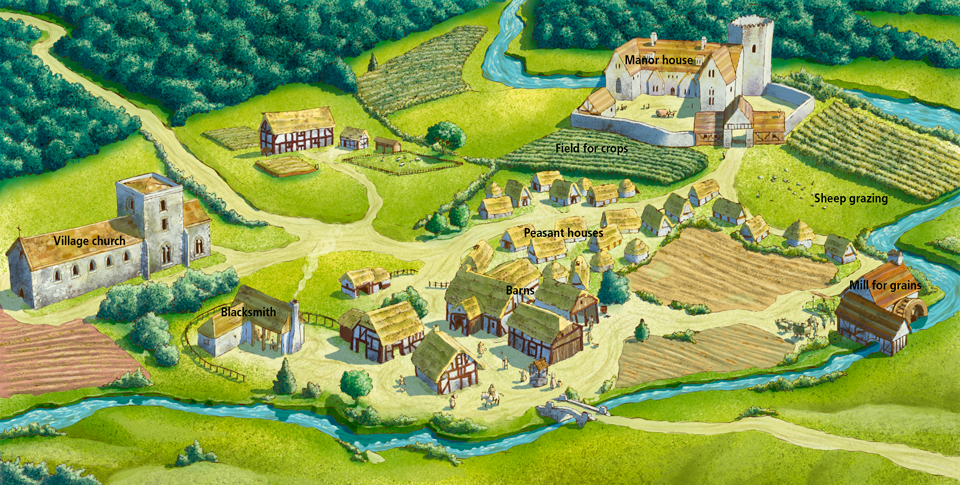 Manor house
Field for crops
Sheep grazing
Peasant houses
Village church
Mill for grains
Barns
Blacksmith